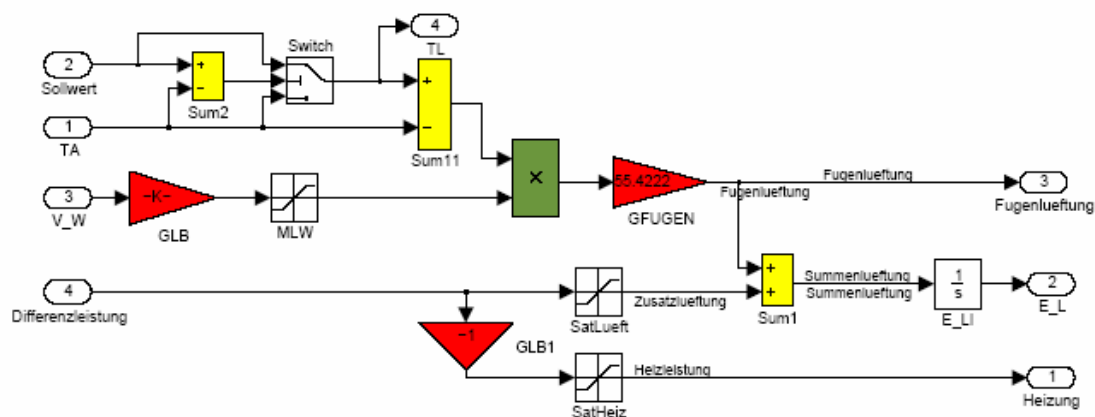 4
TL
Switch
2
Sollwert
+
−
Sum2
+
−
Sum11
1
TA
×
3
V_W
-K-
GLB
MLW
55.4222
GFUGEN
Fugenlueftung
Fugenlueftung
3
Fugenlueftung
4
Differenzleistung
SatLueft
Zusatzlueftung
+
+
Sum1
Summenlueftung
Summenlueftung
1
s
E_LI
2
E_L
−1
GLB1
SatHeiz
Heizleistung
1
Heizung